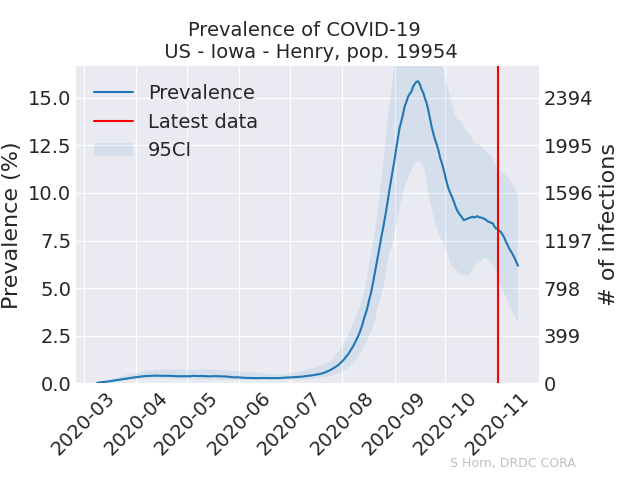 Prevalence of COVID-19
US - Iowa - Henry, pop. 19954
Prevalence
Latest data
95CI
Prevalence (%)
15.0
12.5
10.0
7.5
5.0
2.5
0.0
2394
1995
1596
1197
798
399
0
# of infections
2020-03
2020-04
2020-05
2020-06
2020-07
2020-08
2020-09
2020-10
2020-11
S Horn, DRDC CORA